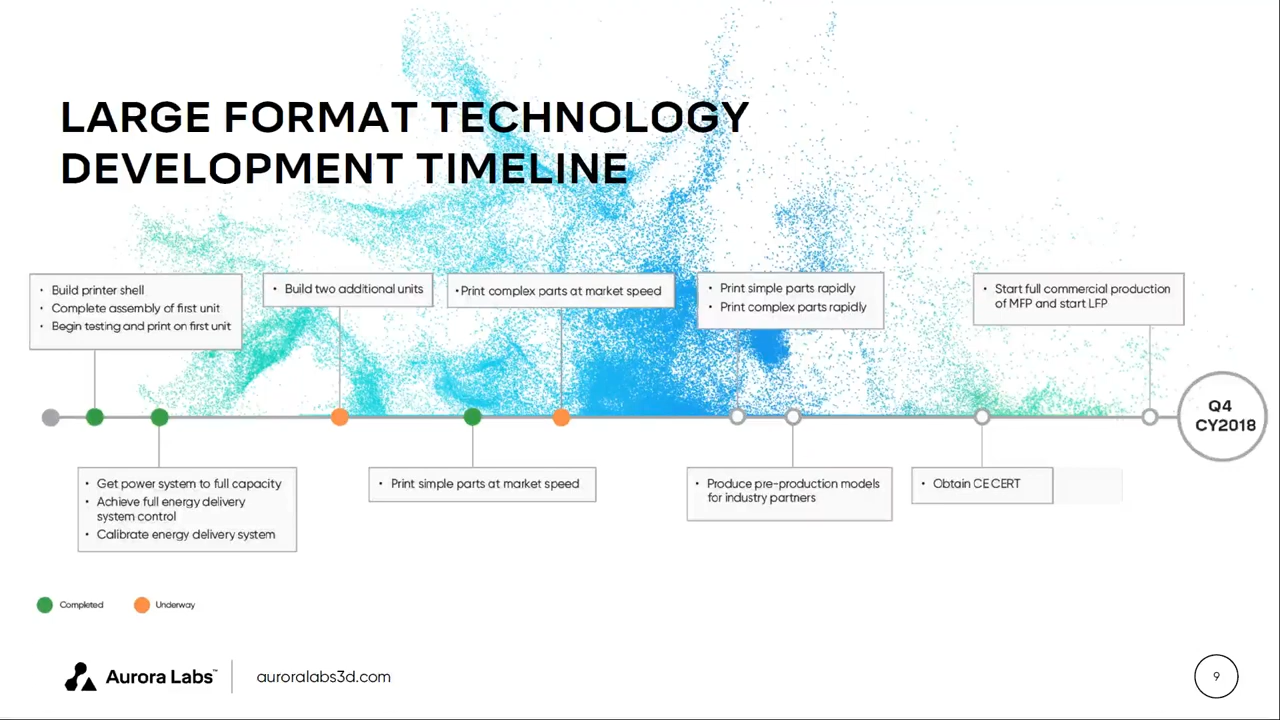 LARGE FORMAT TECHNOLOGY
DEVELOPMENT TIMELINE
• Build printer shell
• Complete assembly of first unit
• Begin testing and print on first unit
• Build two additional units
• Print complex parts at market speed
• Print simple parts rapidly
• Print complex parts rapidly
• Start full commercial production
of MFP and start LFP
Q4
CY2018
• Get power system to full capacity
• Achieve full energy delivery
system control
• Calibrate energy delivery system
• Print simple parts at market speed
• Produce pre-production models
for industry partners
• Obtain CE CERT
Completed
Underway
Aurora Labs™
auroralabs3d.com
9